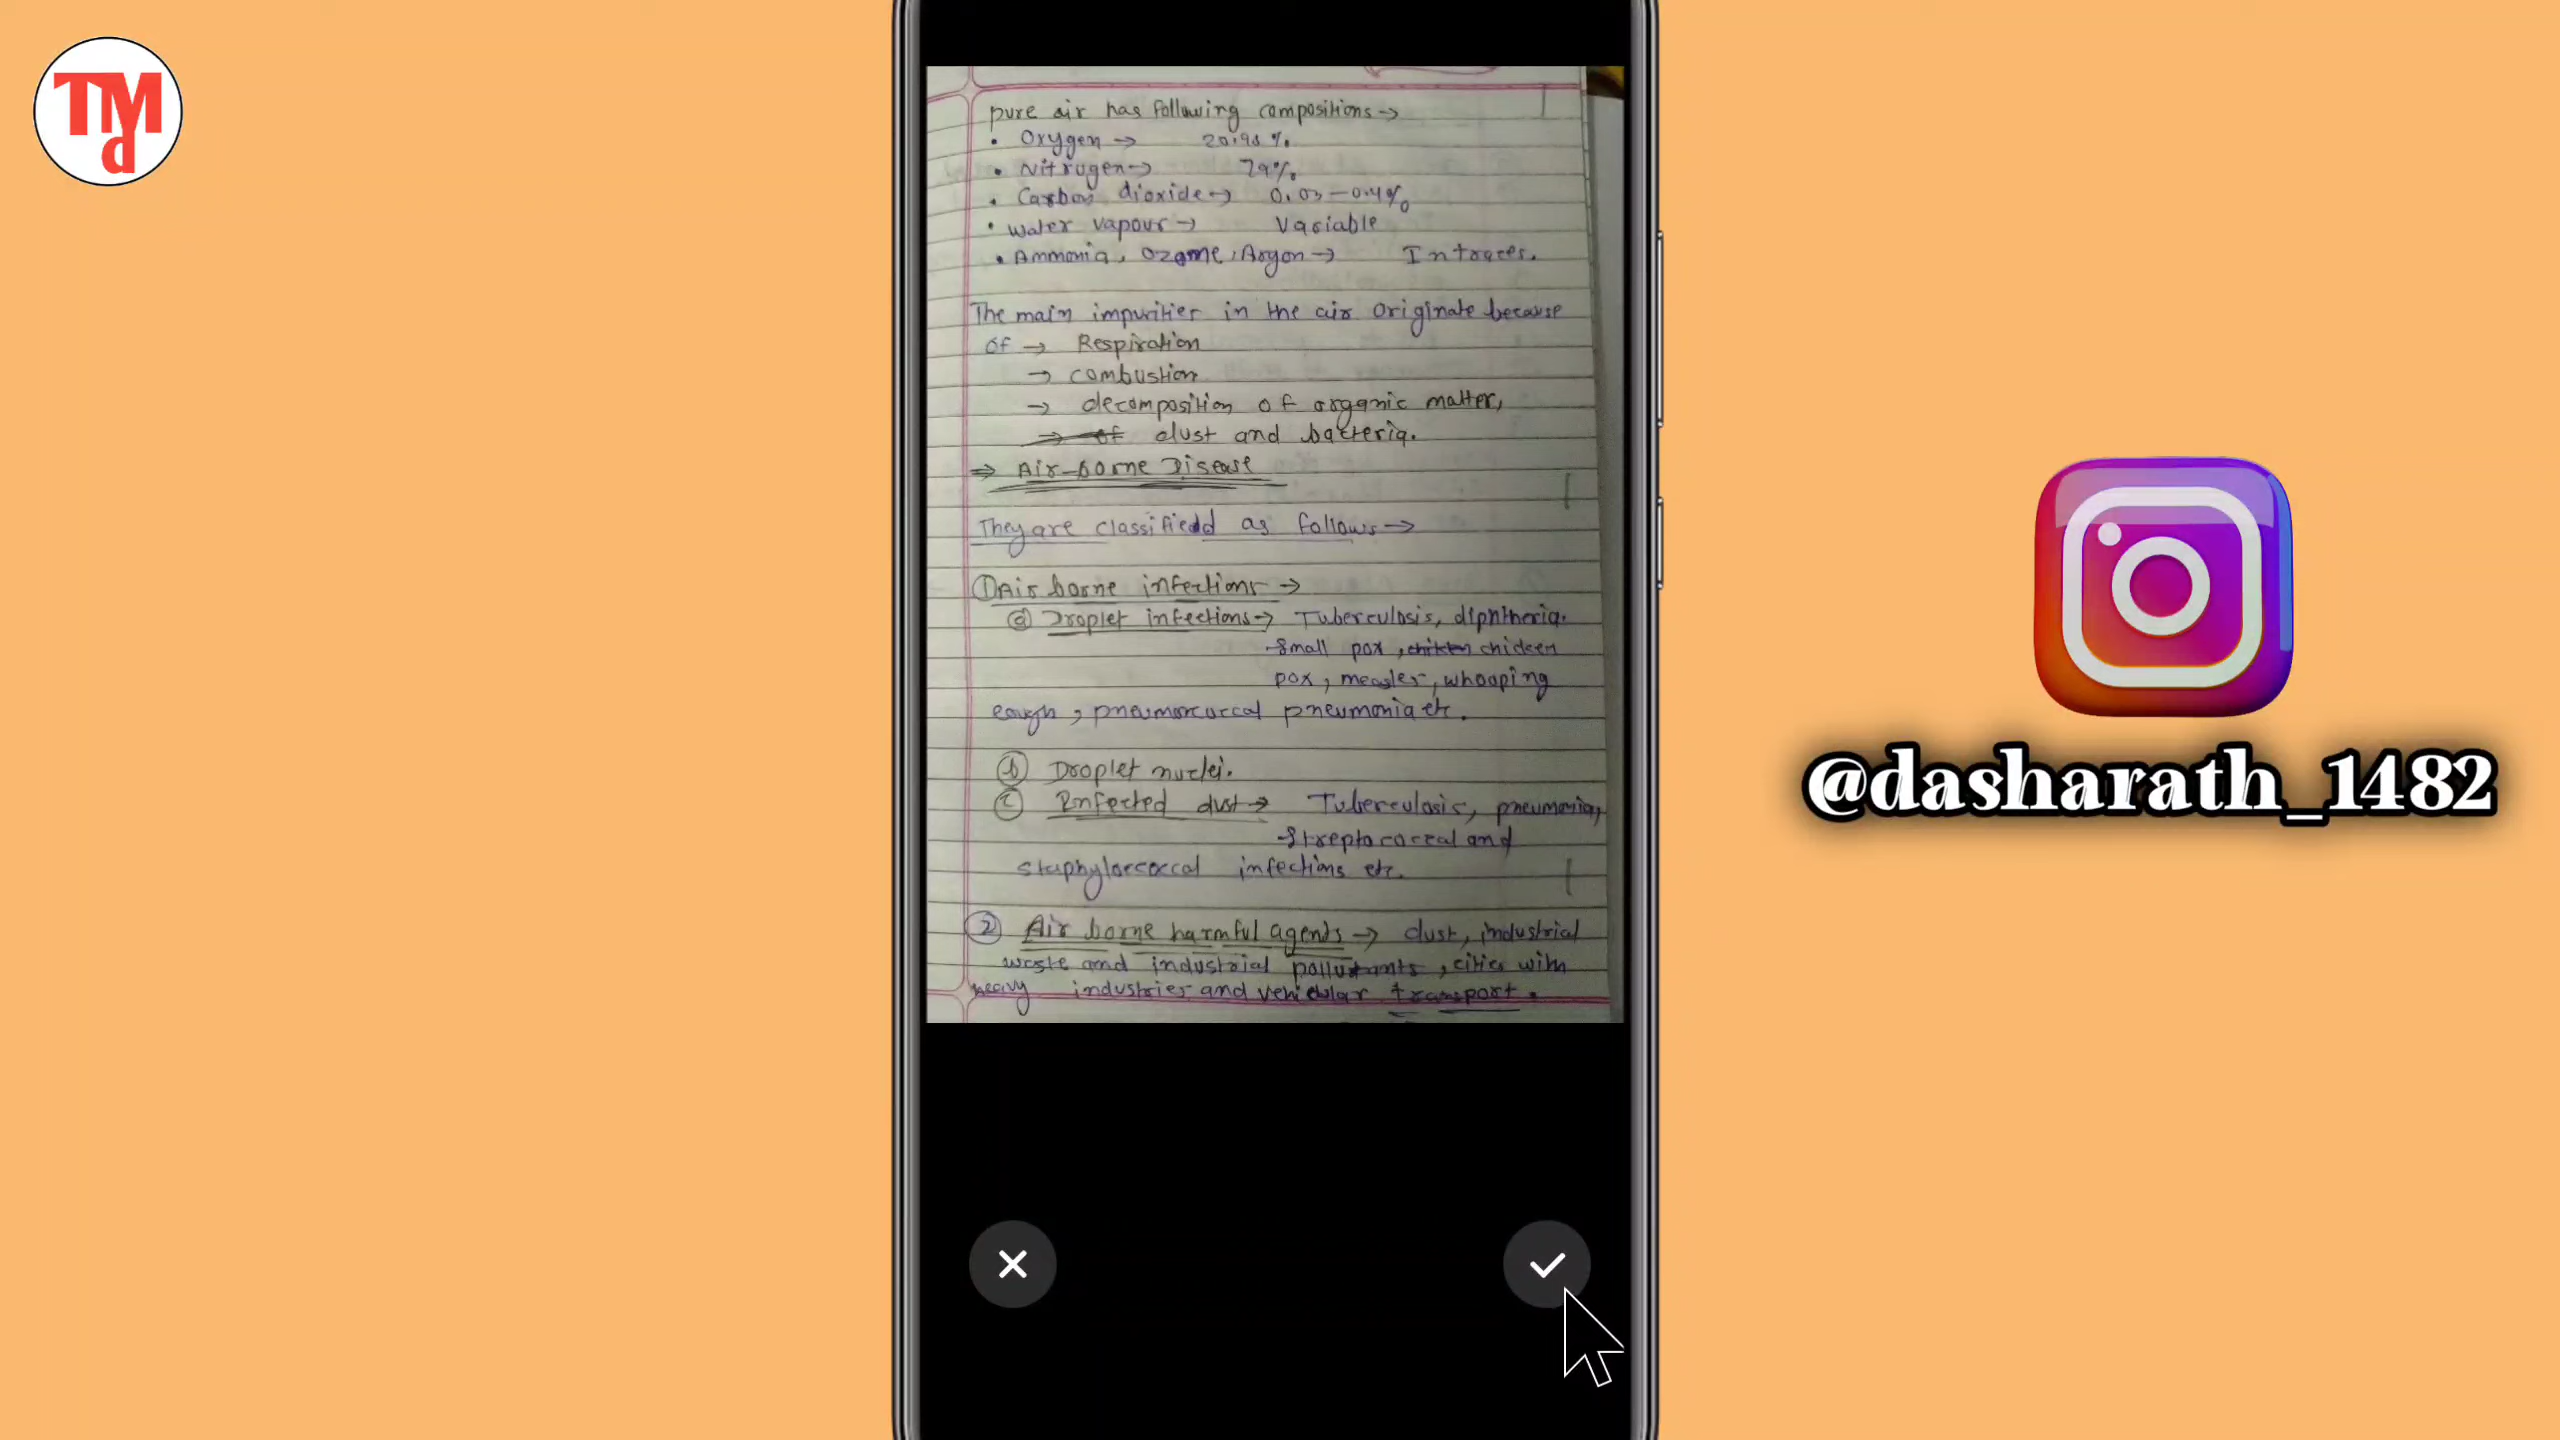 TMd
pure air has following compositions→
• Oxygen → 20.95 %.
• Nitrogen→ 79%.
• Carbon dioxide→ 0.03-0.4%
• water vapour→ Variable
• Ammonia, Ozone, Argon→ In traces.
The main impurities in the air originate because
of → Respiration
→ combustion
→ decomposition of organic matter,
→ of dust and bacteria.
⇒ Air-borne Disease
They are classified as follows→
① Air borne infections →
ⓐ Droplet infections→ Tuberculosis, diphtheria.
Small pox, chicken
pox, measles, whooping
cough, pneumococcal pneumonia etc.
ⓑ Droplet nuclei.
ⓒ Infected dust→ Tuberculosis, pneumonia,
Streptococcal and
staphyloccoccal infections etc.
② Air borne harmful agents→ dust, industrial
waste and industrial pollutants, cities with
heavy industries and vehicular transport.
@dasharath_1482